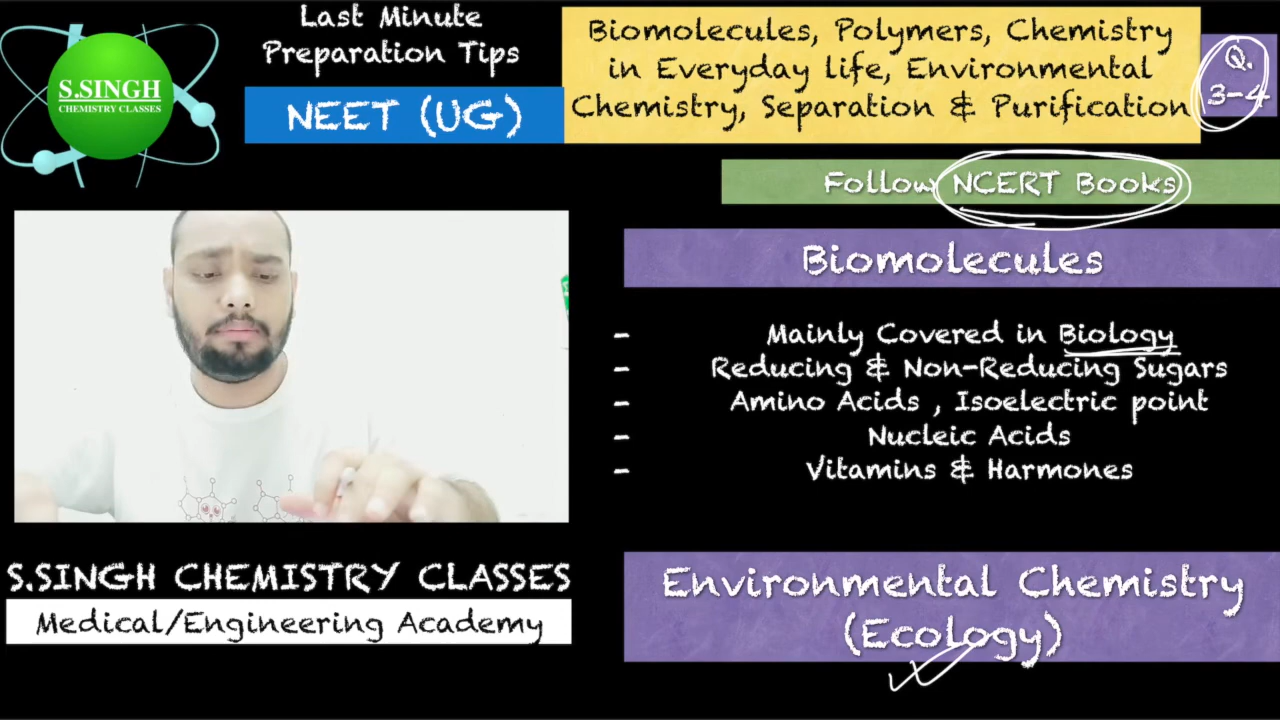 S.SINGH
CHEMISTRY CLASSES
Last Minute
Preparation Tips
NEET (UG)
Biomolecules, Polymers, Chemistry
in Everyday life, Environmental
Chemistry, Separation & Purification
Q.
3-4
Follow NCERT Books
Biomolecules
- Mainly Covered in Biology
- Reducing & Non-Reducing Sugars
- Amino Acids , Isoelectric point
- Nucleic Acids
- Vitamins & Harmones
S.SINGH CHEMISTRY CLASSES
Medical/Engineering Academy
Environmental Chemistry
(Ecology)